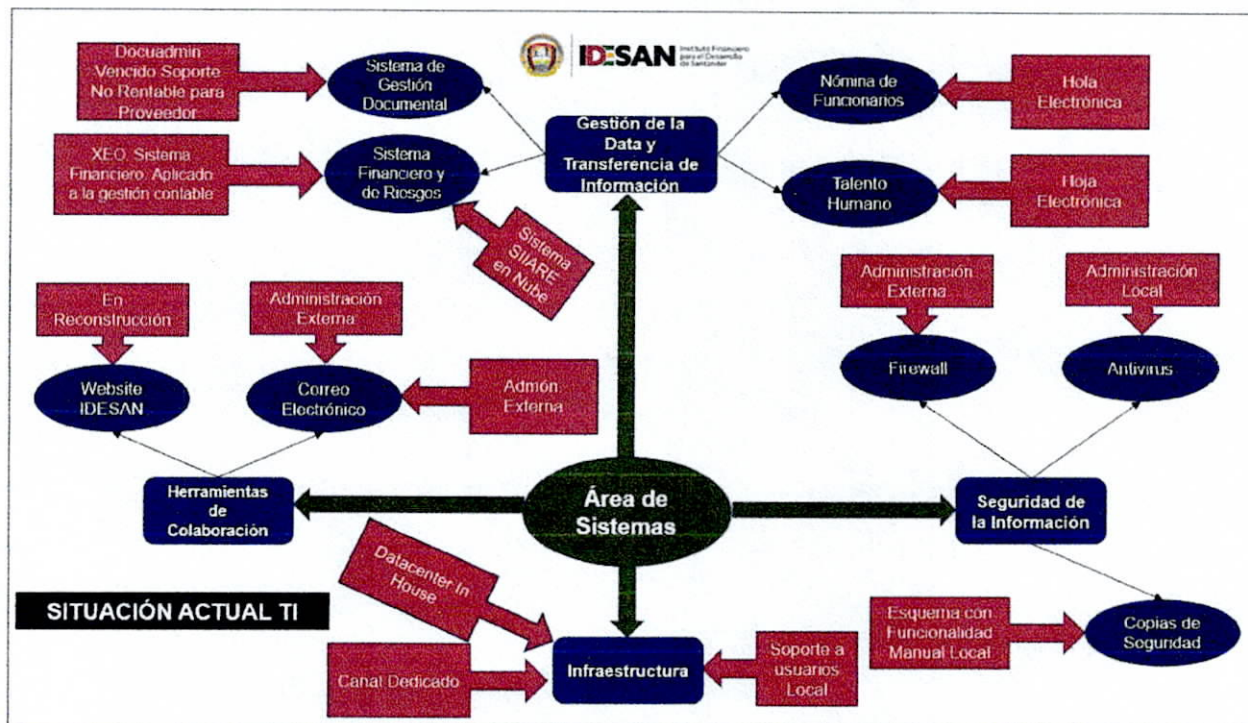 IDESAN
Instituto Financiero
para el Desarrollo
de Santander
Docuadmin
Vencido Soporte
No Rentable para
Proveedor
Sistema de
Gestión
Documental
Gestión de la
Data y
Transferencia de
Información
Nómina de
Funcionarios
Hola
Electrónica
XEO. Sistema
Financiero. Aplicado
a la gestión contable
Sistema
Financiero y
de Riesgos
Sistema
SIIARE
en Nube
Talento
Humano
Hoja
Electrónica
En
Reconstrucción
Administración
Externa
Website
IDESAN
Correo
Electrónico
Admón
Externa
Administración
Externa
Administración
Local
Firewall
Antivirus
Herramientas
de
Colaboración
Área de
Sistemas
Seguridad de
la Información
SITUACIÓN ACTUAL TI
Datacenter In
House
Canal Dedicado
Infraestructura
Soporte a
usuarios
Local
Esquema con
Funcionalidad
Manual Local
Copias de
Seguridad